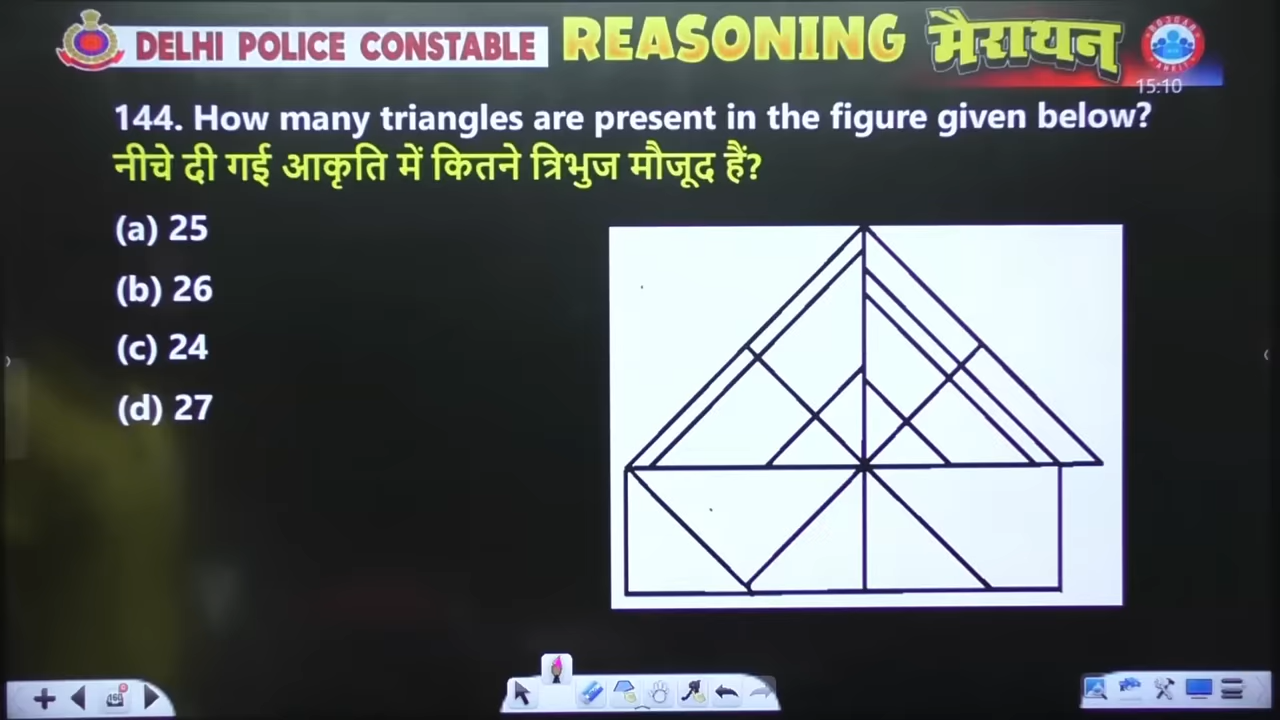 DELHI POLICE CONSTABLE REASONING मैराथन
15:10
144. How many triangles are present in the figure given below?
नीचे दी गई आकृति में कितने त्रिभुज मौजूद हैं?
(a) 25
(b) 26
(c) 24
(d) 27